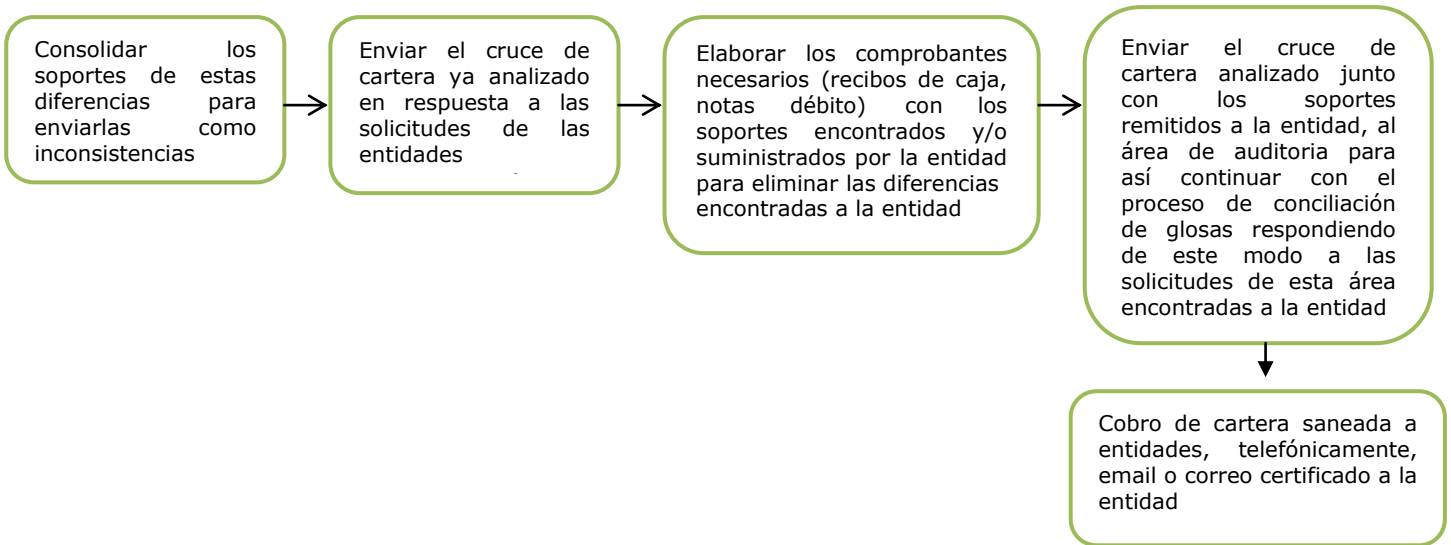 Consolidar los
soportes de estas
diferencias para
enviarlas como
inconsistencias
Enviar el cruce de
cartera ya analizado
en respuesta a las
solicitudes de las
entidades
Elaborar los comprobantes
necesarios (recibos de caja,
notas débito) con los
soportes encontrados y/o
suministrados por la entidad
para eliminar las diferencias
encontradas a la entidad
Enviar el cruce de
cartera analizado junto
con los soportes
remitidos a la entidad, al
área de auditoria para
así continuar con el
proceso de conciliación
de glosas respondiendo
de este modo a las
solicitudes de esta área
encontradas a la entidad
Cobro de cartera saneada a
entidades, telefónicamente,
email o correo certificado a la
entidad